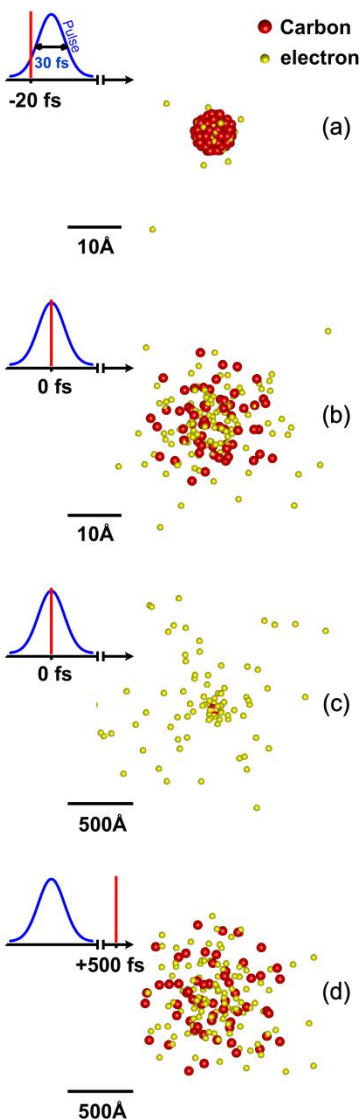 Carbon
electron
Pulse
30 fs
-20 fs
(a)
10Å
0 fs
(b)
10Å
0 fs
(c)
500Å
+500 fs
(d)
500Å